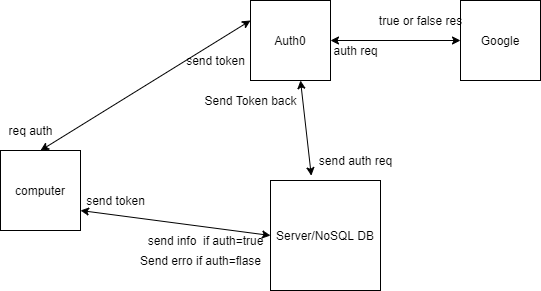 true or false res
Auth0
Google
auth req
send token
Send Token back
req auth
send auth req
computer
send token
send info  if auth=true
Server/NoSQL DB
Send erro if auth=flase